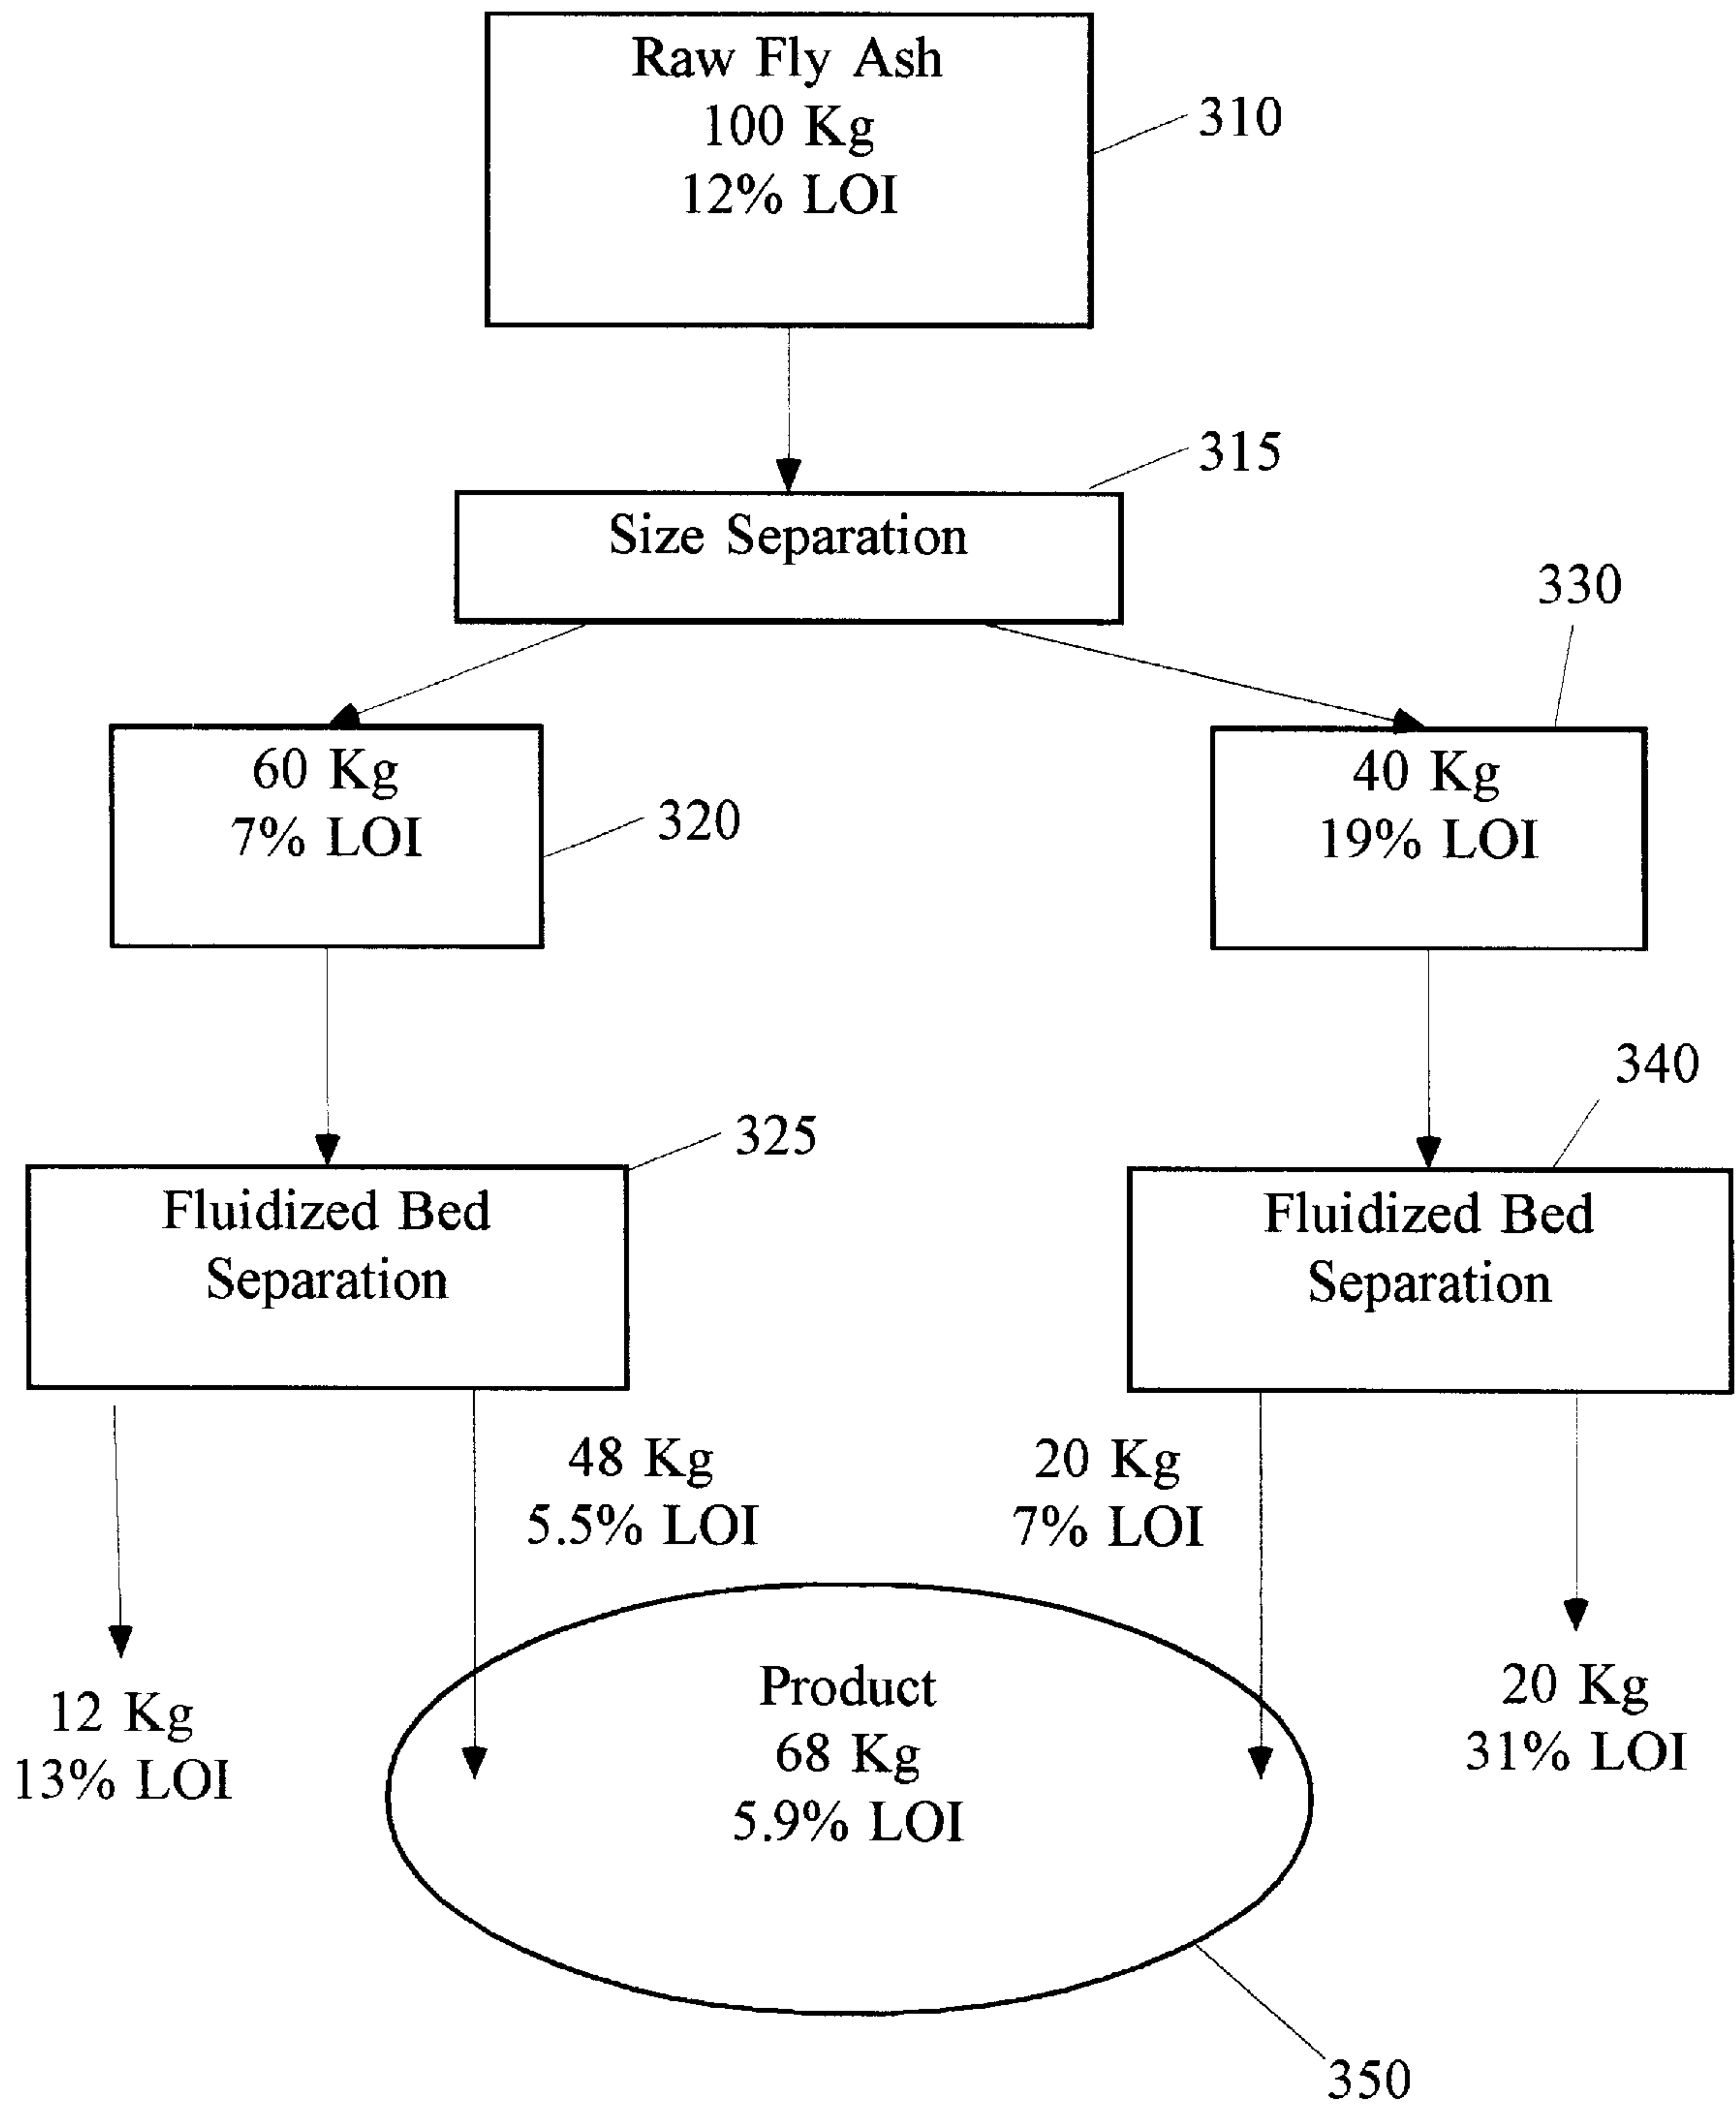 Raw Fly Ash
100 Kg
12% LOI
310
315
Size Separation
330
60 Kg
7% LOI
320
40 Kg
19% LOI
340
325
Fluidized Bed
Separation
Fluidized Bed
Separation
48 Kg
5.5% LOI
20 Kg
7% LOI
12 Kg
13% LOI
Product
68 Kg
5.9% LOI
20 Kg
31% LOI
350